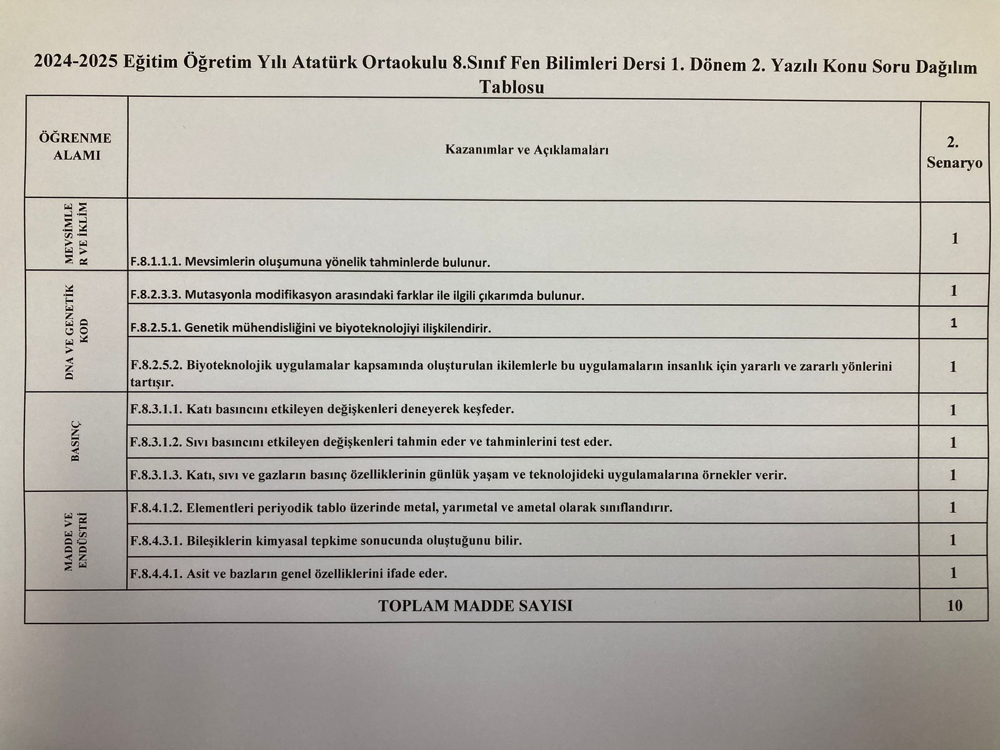 2024-2025 Eğitim Öğretim Yılı Atatürk Ortaokulu 8.Sınıf Fen Bilimleri Dersi 1. Dönem 2. Yazılı Konu Soru Dağılım
Tablosu
ÖĞRENME
ALAMI
Kazanımlar ve Açıklamaları
2.
Senaryo
MEVSİMLE
R VE İKLİM
F.8.1.1.1. Mevsimlerin oluşumuna yönelik tahminlerde bulunur.
1
DNA VE GENETİK
KOD
F.8.2.3.3. Mutasyonla modifikasyon arasındaki farklar ile ilgili çıkarımda bulunur.
1
F.8.2.5.1. Genetik mühendisliğini ve biyoteknolojiyi ilişkilendirir.
1
F.8.2.5.2. Biyoteknolojik uygulamalar kapsamında oluşturulan ikilemlerle bu uygulamaların insanlık için yararlı ve zararlı yönlerini
tartışır.
1
BASINÇ
F.8.3.1.1. Katı basıncını etkileyen değişkenleri deneyerek keşfeder.
1
F.8.3.1.2. Sıvı basıncını etkileyen değişkenleri tahmin eder ve tahminlerini test eder.
1
F.8.3.1.3. Katı, sıvı ve gazların basınç özelliklerinin günlük yaşam ve teknolojideki uygulamalarına örnekler verir.
1
MADDE VE
ENDÜSTRİ
F.8.4.1.2. Elementleri periyodik tablo üzerinde metal, yarımetal ve ametal olarak sınıflandırır.
1
F.8.4.3.1. Bileşiklerin kimyasal tepkime sonucunda oluştuğunu bilir.
1
F.8.4.4.1. Asit ve bazların genel özelliklerini ifade eder.
1
TOPLAM MADDE SAYISI
10